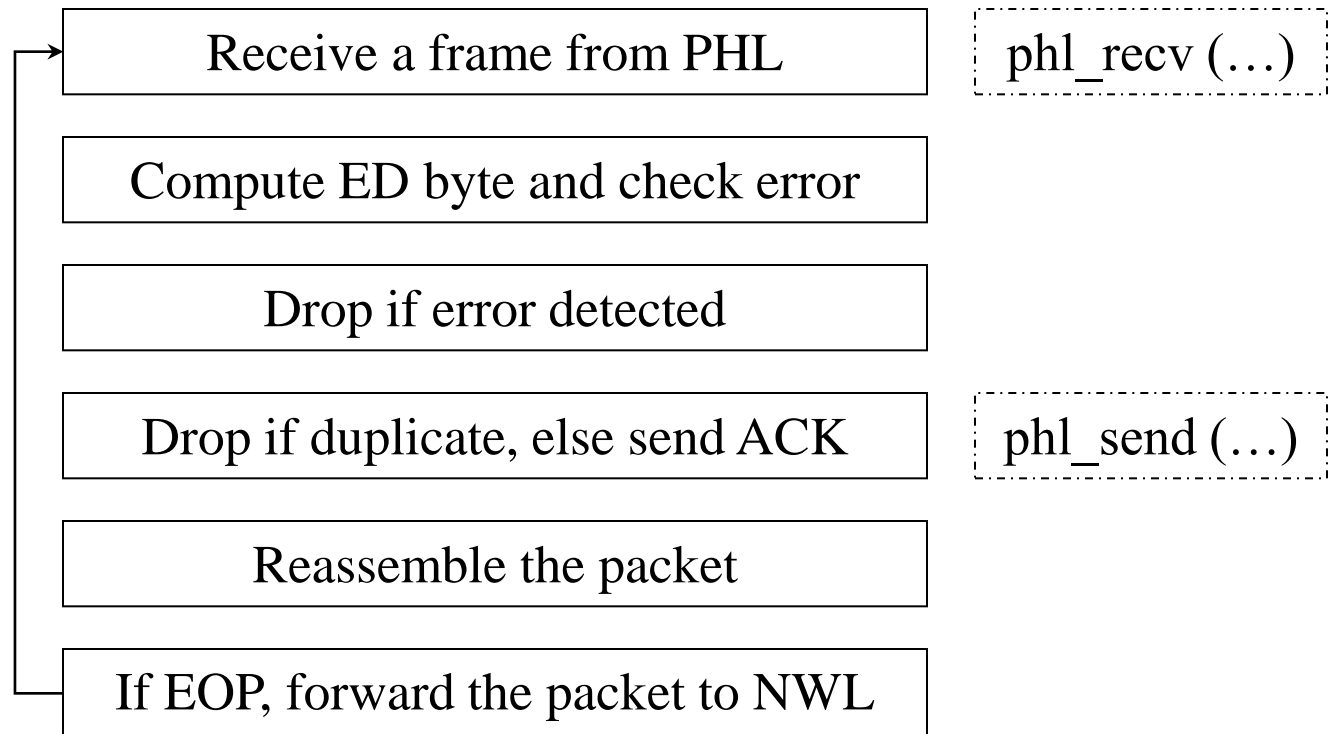 Receive a frame from PHL
phl_recv (…)
Compute ED byte and check error
Drop if error detected
Drop if duplicate, else send ACK
phl_send (…)
Reassemble the packet
If EOP, forward the packet to NWL